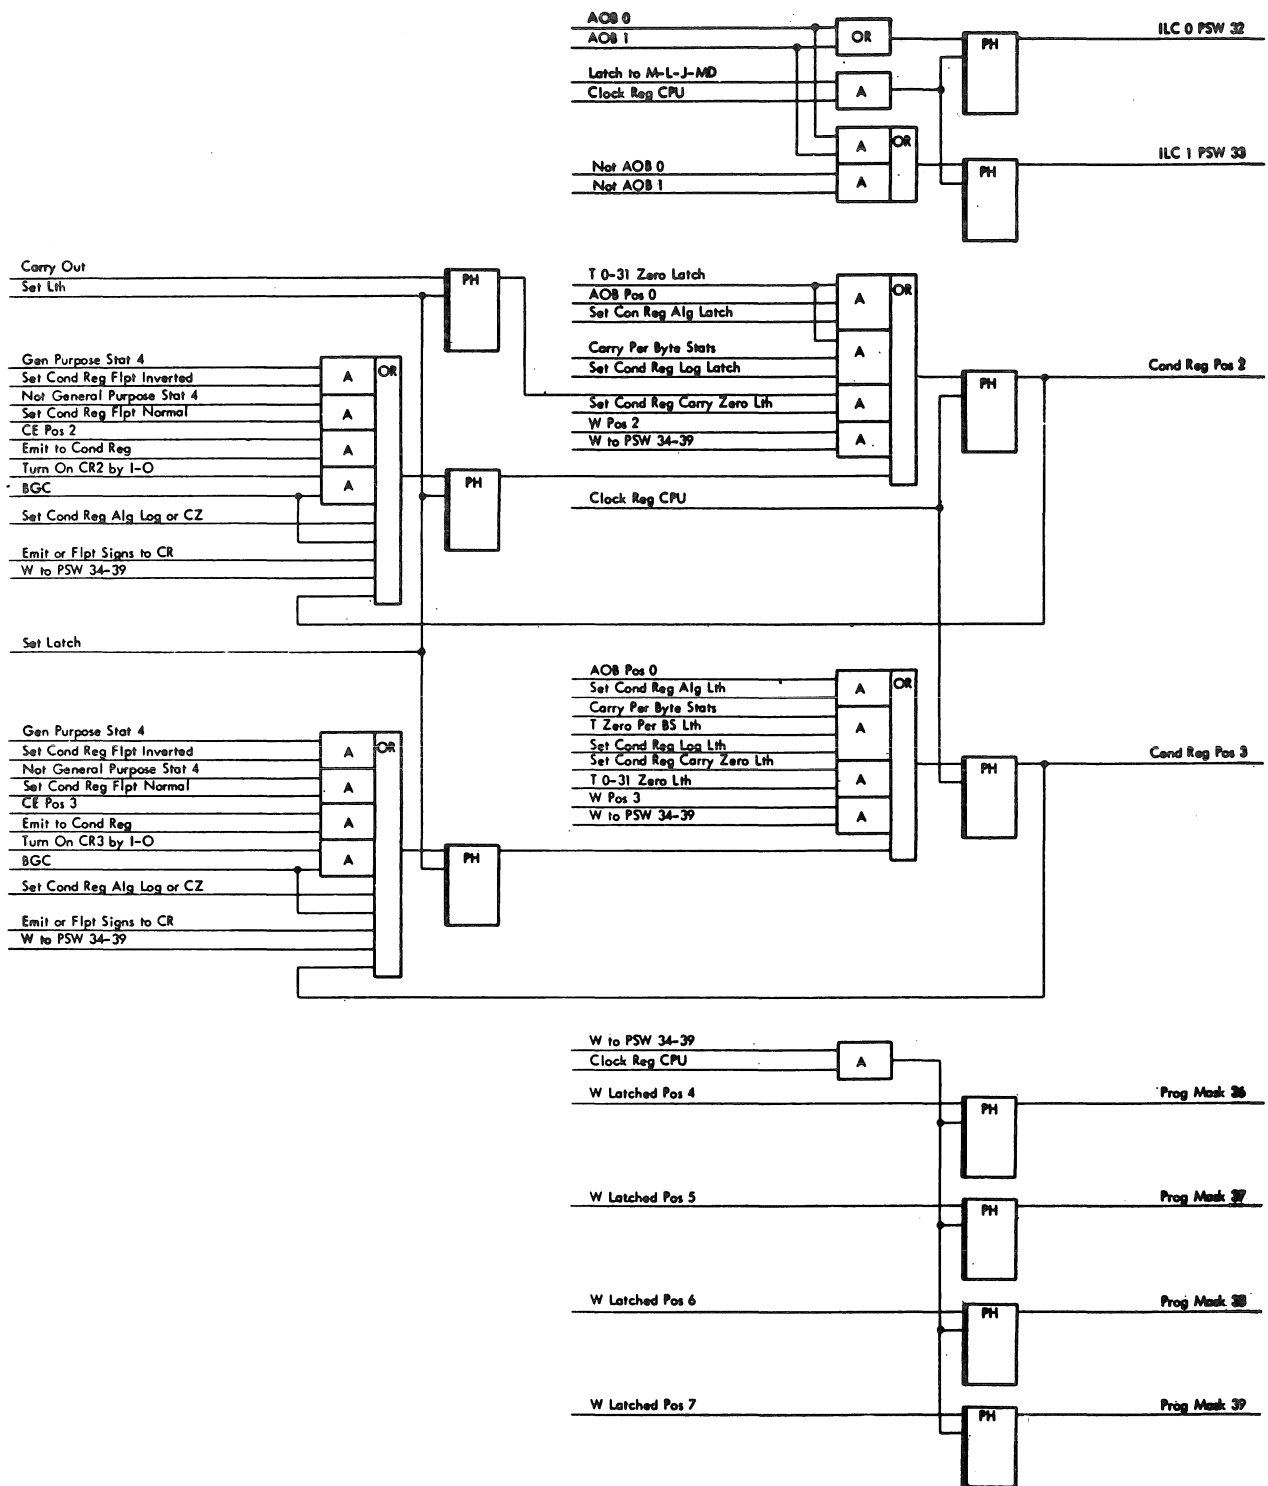 AOB 0
AOB 1
OR
PH
ILC 0 PSW 32
Latch to M-L-J-MD
Clock Reg CPU
A
A
OR
PH
ILC 1 PSW 33
Not AOB 0
Not AOB 1
A
Carry Out
Set Lth
PH
T 0-31 Zero Latch
AOB Pos 0
Set Con Reg Alg Latch
A
OR
Carry Per Byte Stats
Set Cond Reg Log Latch
A
Set Cond Reg Carry Zero Lth
A
W Pos 2
W to PSW 34-39
A
PH
Cond Reg Pos 2
Gen Purpose Stat 4
Set Cond Reg Flpt Inverted
A
OR
Not General Purpose Stat 4
Set Cond Reg Flpt Normal
A
CE Pos 2
Emit to Cond Reg
A
Turn On CR2 by I-O
BGC
A
PH
Set Cond Reg Alg Log or CZ
Emit or Flpt Signs to CR
W to PSW 34-39
Clock Reg CPU
Set Latch
AOB Pos 0
Set Cond Reg Alg Lth
A
OR
Carry Per Byte Stats
T Zero Per BS Lth
A
Set Cond Reg Log Lth
Set Cond Reg Carry Zero Lth
T 0-31 Zero Lth
A
W Pos 3
W to PSW 34-39
A
PH
Cond Reg Pos 3
Gen Purpose Stat 4
Set Cond Reg Flpt Inverted
A
OR
Not General Purpose Stat 4
Set Cond Reg Flpt Normal
A
CE Pos 3
Emit to Cond Reg
A
Turn On CR3 by I-O
BGC
A
PH
Set Cond Reg Alg Log or CZ
Emit or Flpt Signs to CR
W to PSW 34-39
W to PSW 34-39
Clock Reg CPU
A
W Latched Pos 4
PH
Prog Mask 36
W Latched Pos 5
PH
Prog Mask 37
W Latched Pos 6
PH
Prog Mask 38
W Latched Pos 7
PH
Prog Mask 39